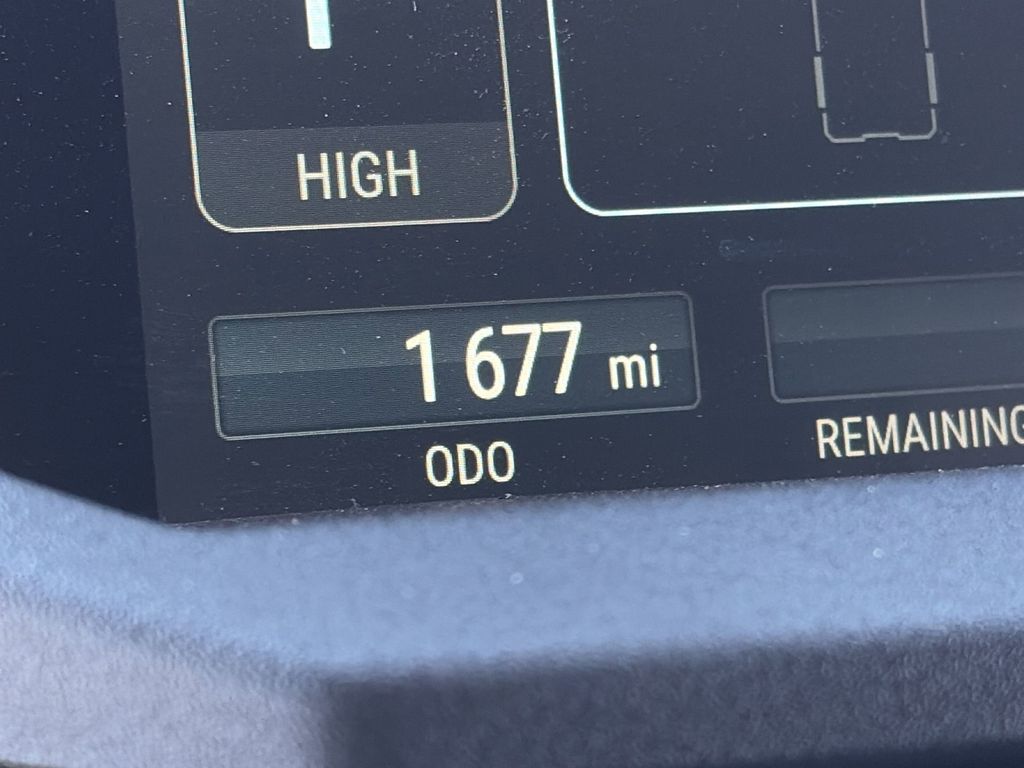 HIGH
1 677 mi
ODO
REMAINING